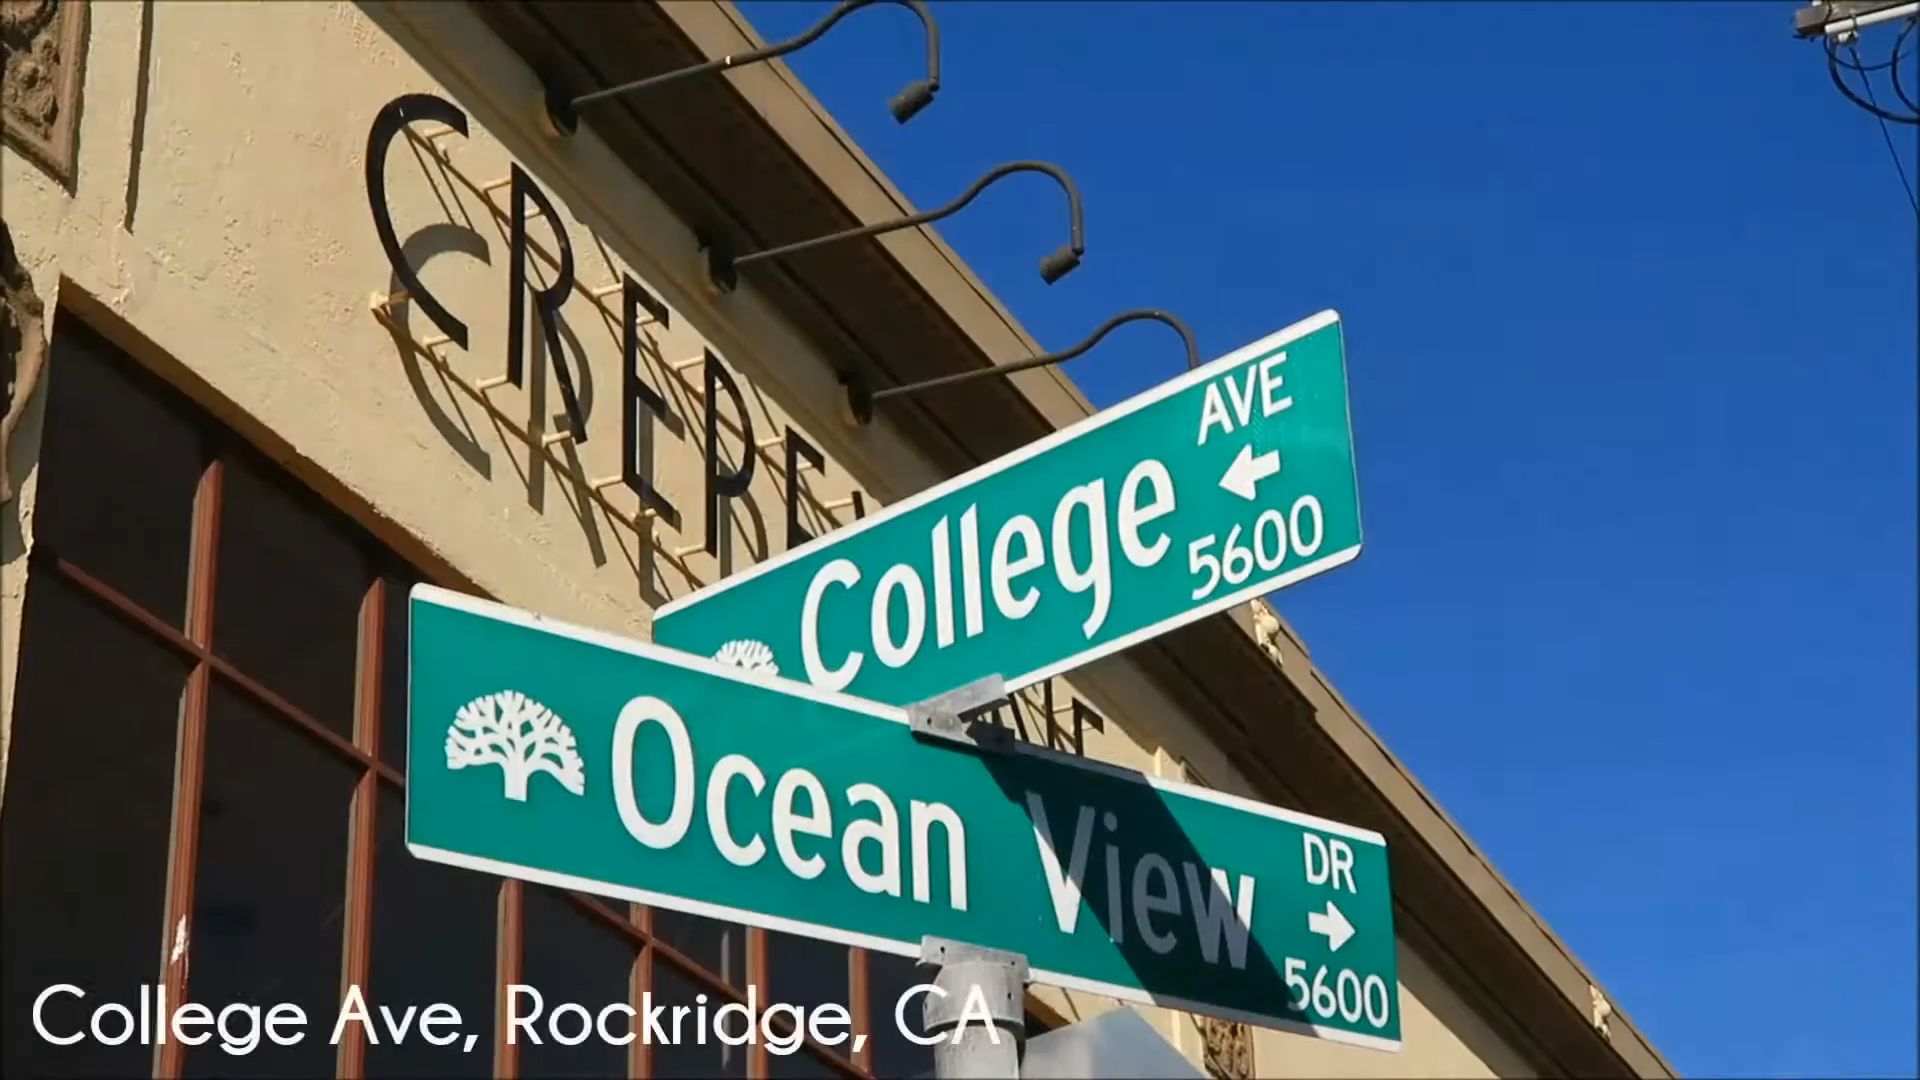 CREPE
AVE
College
5600
Ocean View
DR
5600
College Ave, Rockridge, CA